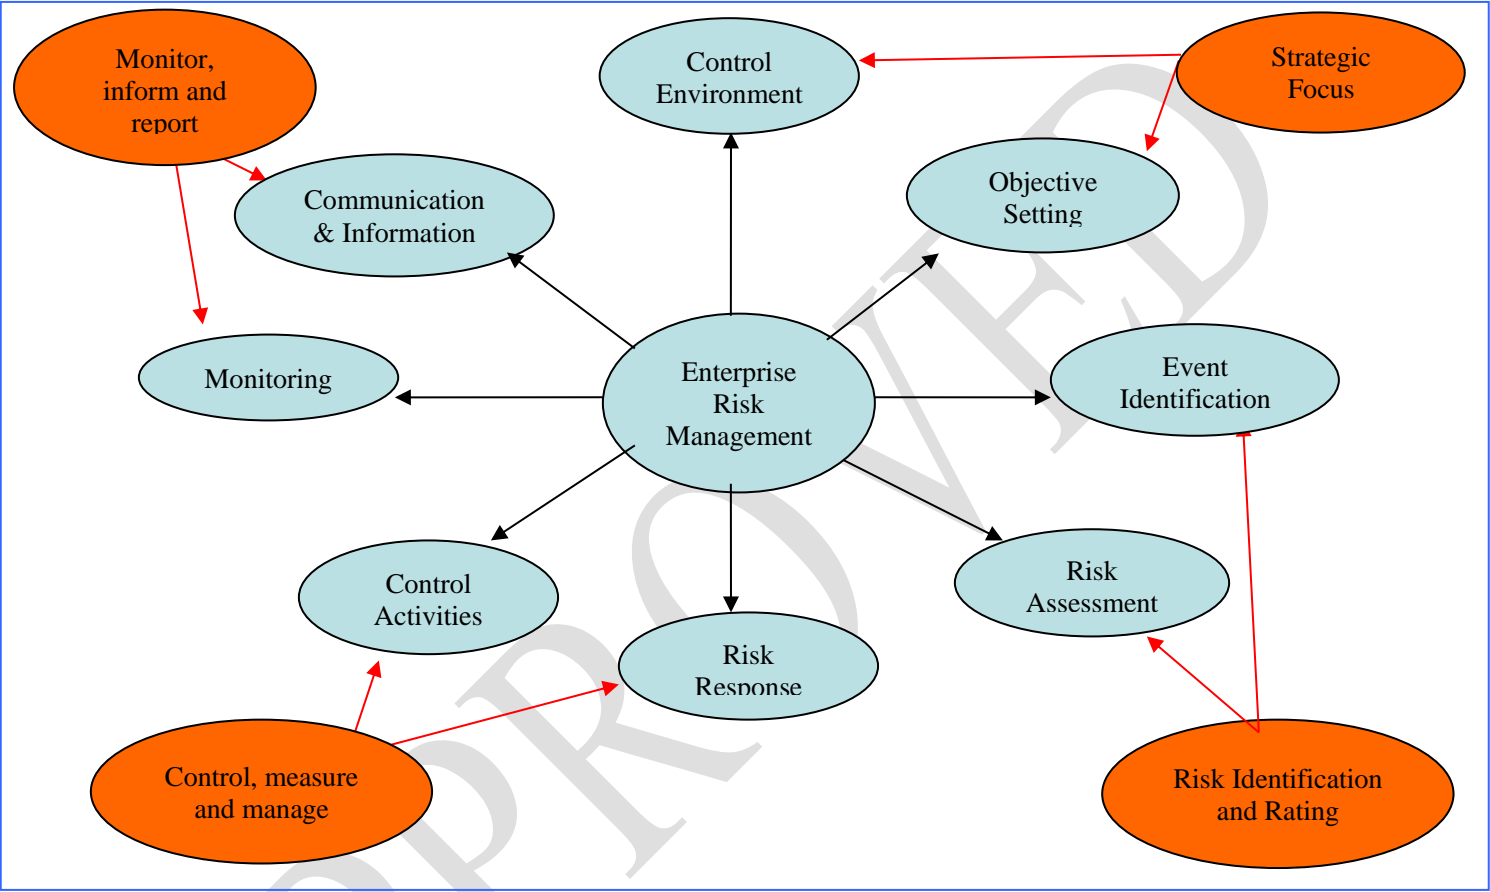 Monitor,
inform and
report
Control
Environment
Strategic
Focus
Communication
& Information
Objective
Setting
Monitoring
Enterprise
Risk
Management
Event
Identification
Control
Activities
Risk
Response
Risk
Assessment
Control, measure
and manage
Risk Identification
and Rating
PPROVED